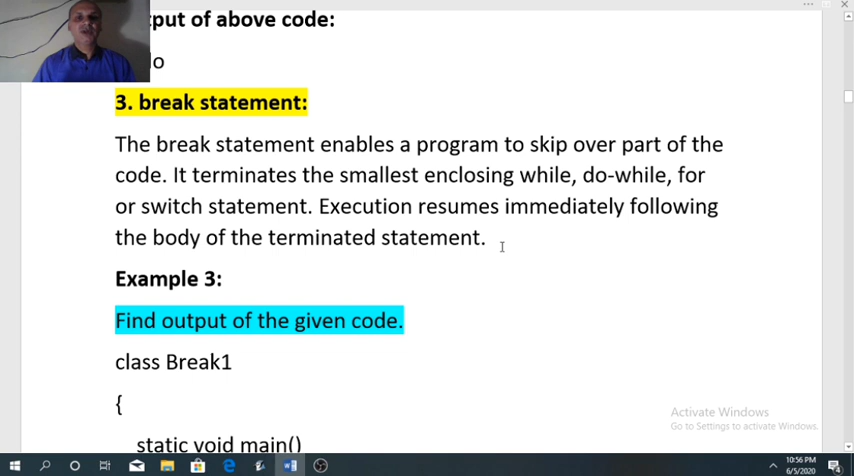 tput of above code:
lo
3. break statement:
The break statement enables a program to skip over part of the
code. It terminates the smallest enclosing while, do-while, for
or switch statement. Execution resumes immediately following
the body of the terminated statement.
Example 3:
Find output of the given code.
class Break1
{
static void main()
Activate Windows
Go to Settings to activate Windows.
10:56 PM
6/5/2020